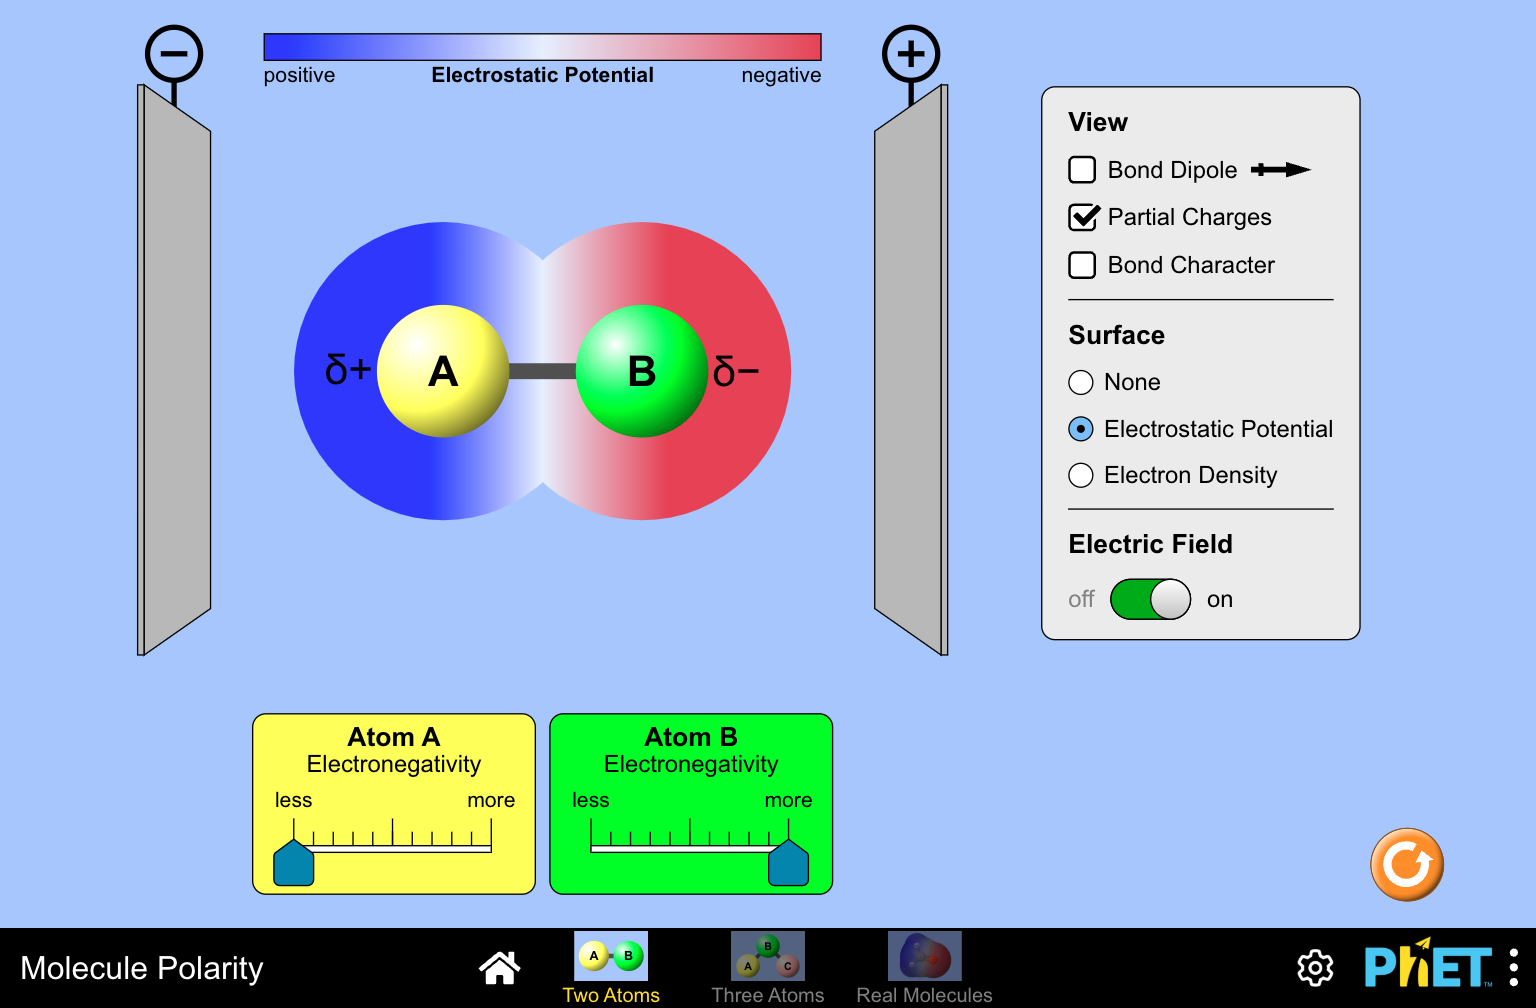 positive Electrostatic Potential negative
View
Bond Dipole
Partial Charges
Bond Character
Surface
None
Electrostatic Potential
Electron Density
Electric Field
off on
δ+ A B δ−
Atom A
Electronegativity
less more
Atom B
Electronegativity
less more
Molecule Polarity
A B
Two Atoms
B
A C
Three Atoms
Real Molecules
PhET™